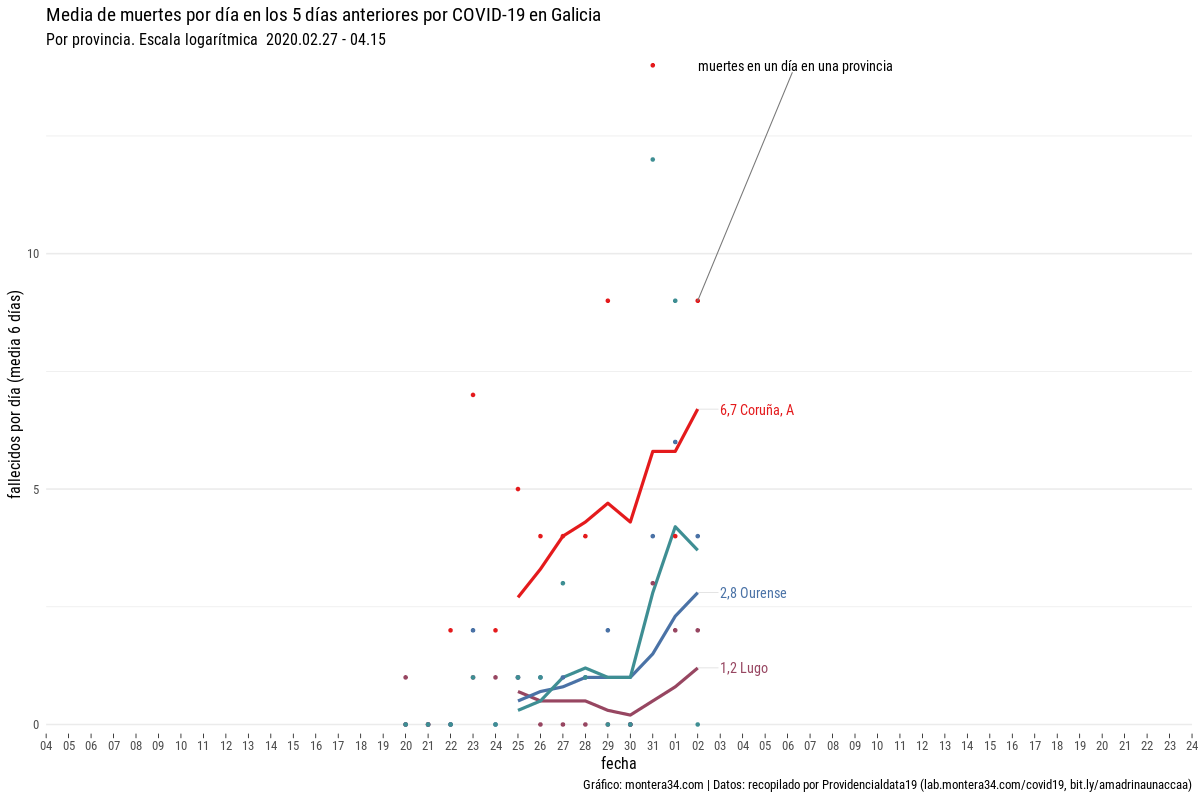 Media de muertes por día en los 5 días anteriores por COVID-19 en Galicia
Por provincia. Escala logarítmica 2020.02.27 - 04.15
muertes en un día en una provincia
10
6,7 Coruña, A
5
2,8 Ourense
1,2 Lugo
0
fallecidos por día (media 6 días)
04 05 06 07 08 09 10 11 12 13 14 15 16 17 18 19 20 21 22 23 24 25 26 27 28 29 30 31 01 02 03 04 05 06 07 08 09 10 11 12 13 14 15 16 17 18 19 20 21 22 23 24
fecha
Gráfico: montera34.com | Datos: recopilado por Providencialdata19 (lab.montera34.com/covid19, bit.ly/amadrinaunaccaa)